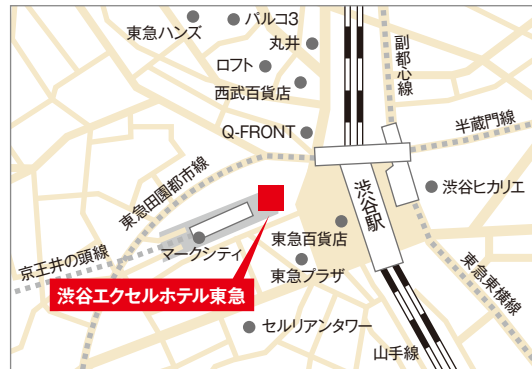 東急ハンズ
パルコ3
丸井
ロフト
西武百貨店
Q-FRONT
副都心線
半蔵門線
東急田園都市線
渋谷駅
渋谷ヒカリエ
京王井の頭線
マークシティ
東急百貨店
東急プラザ
渋谷エクセルホテル東急
東急東横線
セルリアンタワー
山手線